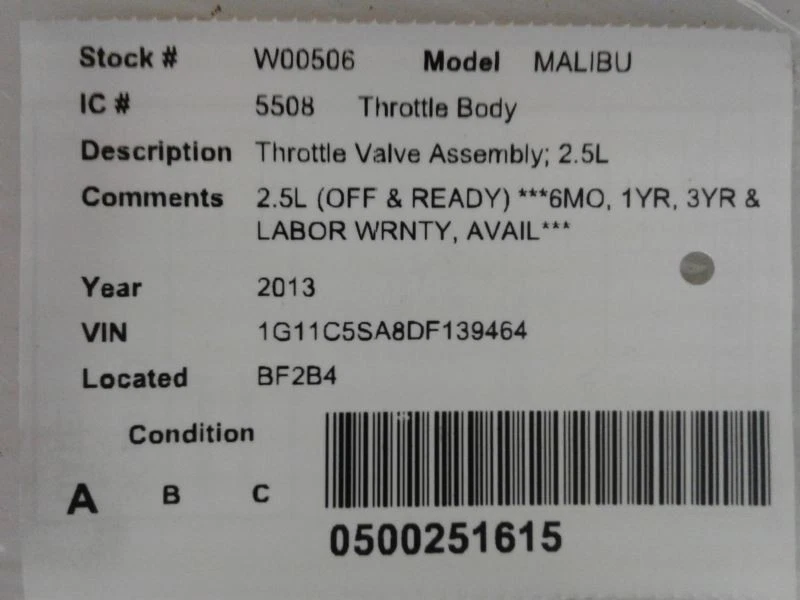 Stock # W00506 Model MALIBU
IC # 5508 Throttle Body
Description Throttle Valve Assembly; 2.5L
Comments 2.5L (OFF & READY) ***6MO, 1YR, 3YR &
LABOR WRNTY, AVAIL***
Year 2013
VIN 1G11C5SA8DF139464
Located BF2B4
Condition
A B C
0500251615